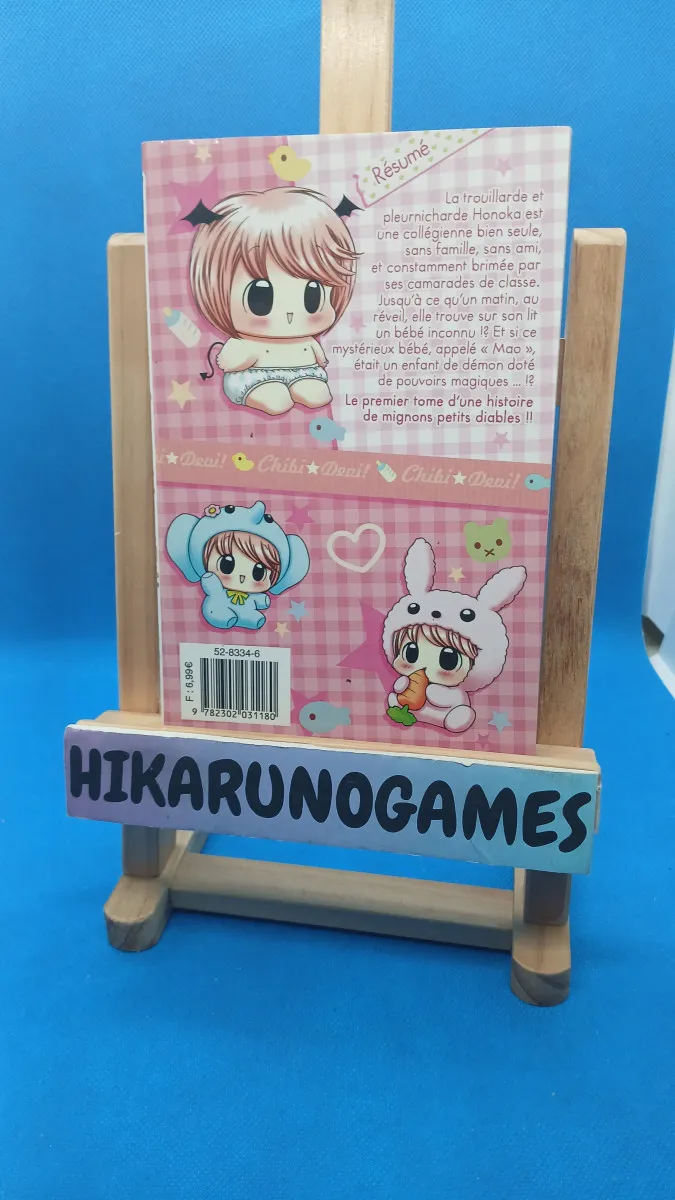 Résumé
La trouillarde et
pleurnicharde Honoka est
une collégienne bien seule,
sans famille, sans ami,
et constamment brimée par
ses camarades de classe.
Jusqu'à ce qu'un matin, au
réveil, elle trouve sur son lit
un bébé inconnu !? Et si ce
mystérieux bébé, appelé « Mao »,
était un enfant de démon doté
de pouvoirs magiques ... !?
Le premier tome d'une histoire
de mignons petits diables !!
i★Devi! Chibi★Devi! Chibi★Devi!
52-8334-6
F : 6,99€
9 782302 031180
HIKARUNOGAMES